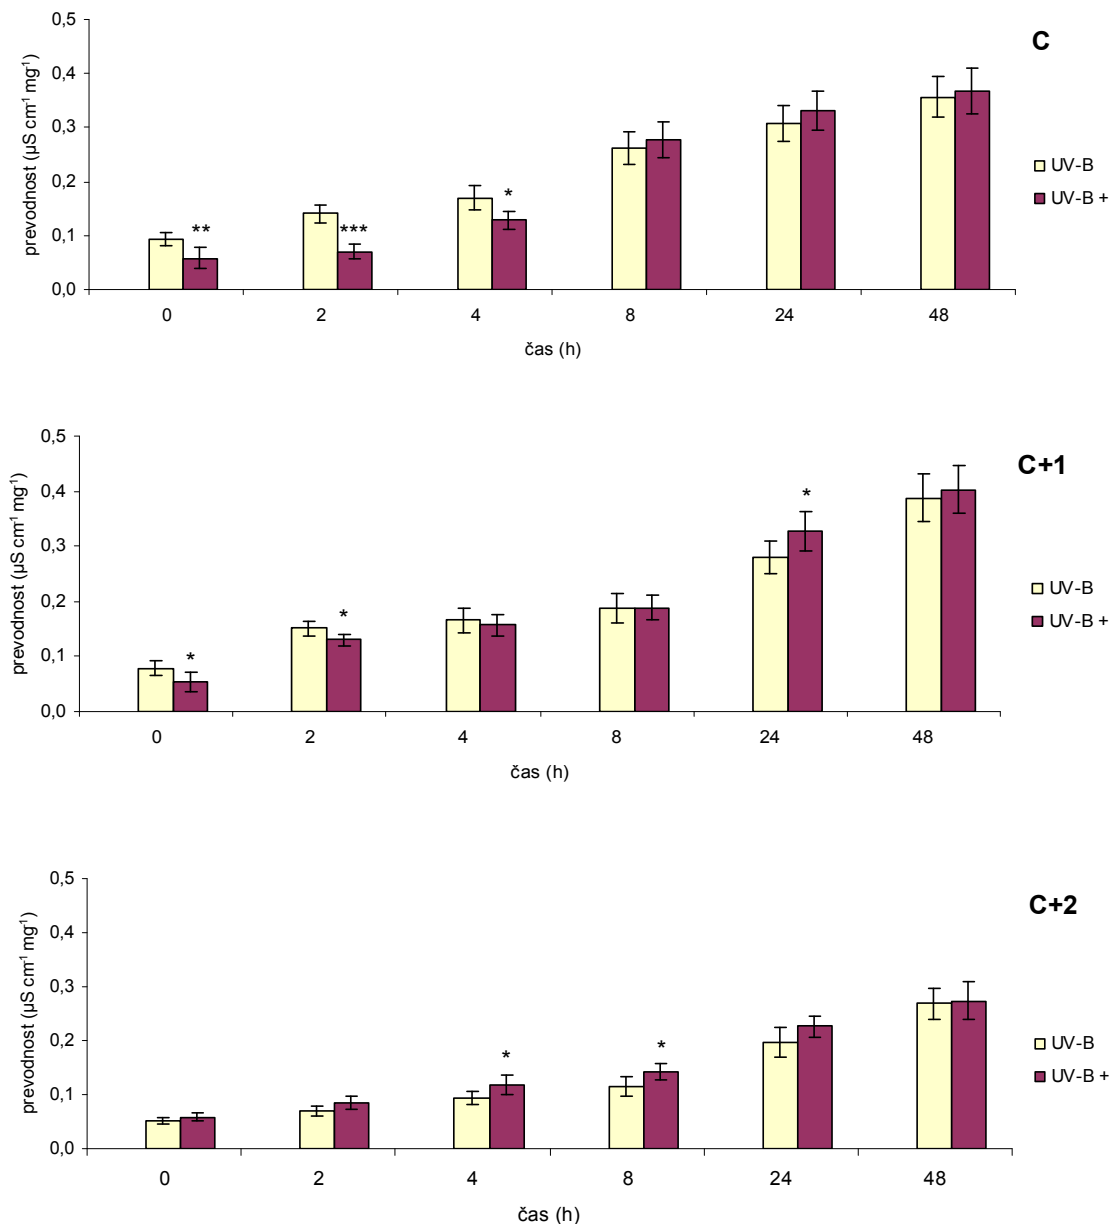 C
prevodnost (µS cm⁻¹ mg⁻¹)
0,5
0,4
0,3
0,2
0,1
0,0
** *** *
0 2 4 8 24 48
čas (h)
UV-B
UV-B +
C+1
prevodnost (µS cm⁻¹ mg⁻¹)
0,5
0,4
0,3
0,2
0,1
0,0
* * *
0 2 4 8 24 48
čas (h)
UV-B
UV-B +
C+2
prevodnost (µS cm⁻¹ mg⁻¹)
0,5
0,4
0,3
0,2
0,1
0,0
* *
0 2 4 8 24 48
čas (h)
UV-B
UV-B +